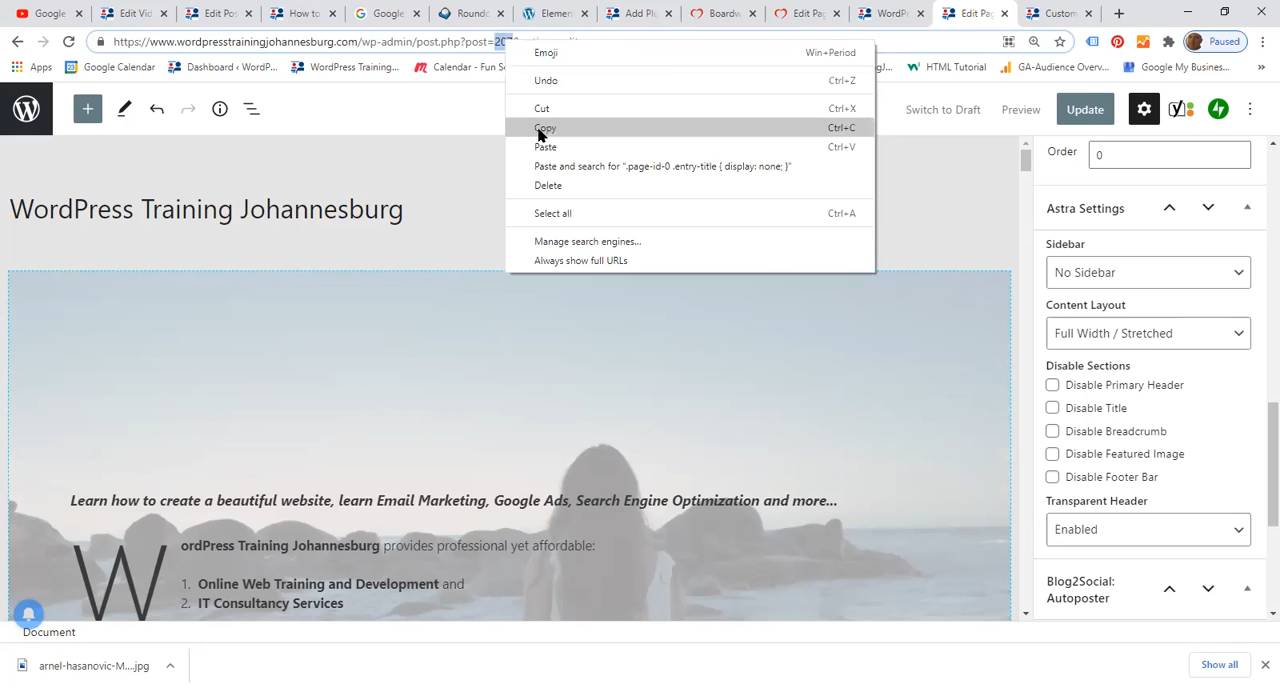 Google
Edit Vid
Edit Pos
How to
Google
Roundc
Elemen
Add Plu
Boardw
Edit Pa
WordPr
Edit Pag
Custom
https://www.wordpresstrainingjohannesburg.com/wp-admin/post.php?post=207
Paused
Apps
Google Calendar
Dashboard ‹ WordP...
WordPress Training...
Calendar - Fun S
HTML Tutorial
GA-Audience Overv...
Google My Business...
»
Emoji Win+Period
Undo Ctrl+Z
Cut Ctrl+X
Copy Ctrl+C
Paste Ctrl+V
Paste and search for ".page-id-0 .entry-title { display: none; }"
Delete
Select all Ctrl+A
Manage search engines...
Always show full URLs
Switch to Draft
Preview
Update
WordPress Training Johannesburg
Learn how to create a beautiful website, learn Email Marketing, Google Ads, Search Engine Optimization and more...
WordPress Training Johannesburg provides professional yet affordable:
1. Online Web Training and Development and
2. IT Consultancy Services
Order 0
Astra Settings
Sidebar
No Sidebar
Content Layout
Full Width / Stretched
Disable Sections
Disable Primary Header
Disable Title
Disable Breadcrumb
Disable Featured Image
Disable Footer Bar
Transparent Header
Enabled
Blog2Social:
Autoposter
Document
arnel-hasanovic-M....jpg
Show all